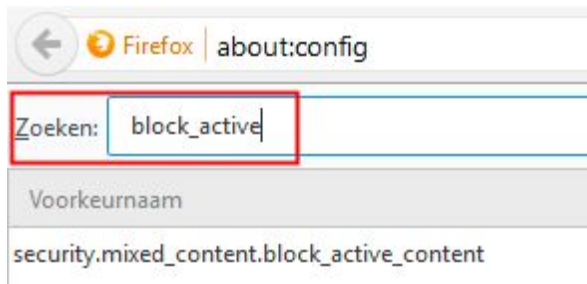 Firefox about:config
Zoeken: block_active
Voorkeurnaam
security.mixed_content.block_active_content